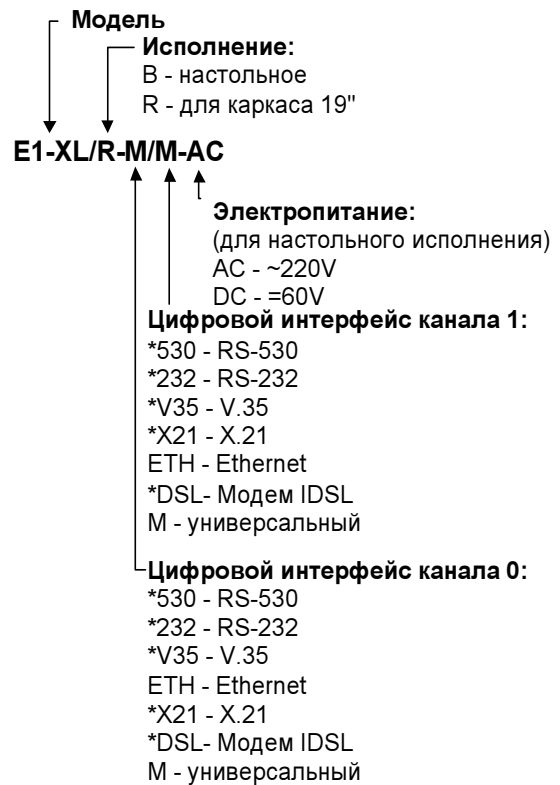 Модель
Исполнение:
B - настольное
R - для каркаса 19"
E1-XL/R-M/M-AC
Электропитание:
(для настольного исполнения)
AC - ~220V
DC - =60V
Цифровой интерфейс канала 1:
*530 - RS-530
*232 - RS-232
*V35 - V.35
*X21 - X.21
ETH - Ethernet
*DSL- Модем IDSL
M - универсальный
Цифровой интерфейс канала 0:
*530 - RS-530
*232 - RS-232
*V35 - V.35
ETH - Ethernet
*X21 - X.21
*DSL- Модем IDSL
M - универсальный